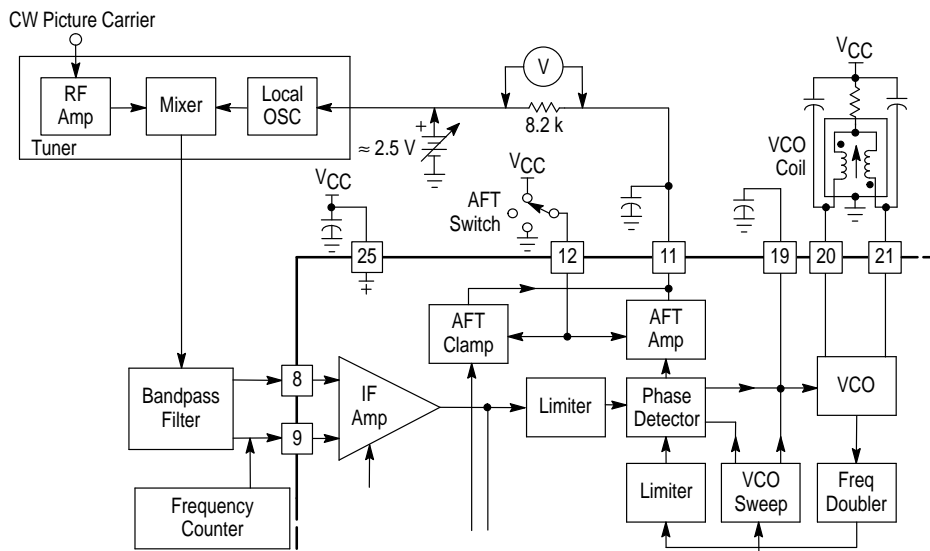 CW Picture Carrier
RF
Amp
Mixer
Local
OSC
Tuner
V
8.2 k
+
≈ 2.5 V
VCC
VCO
Coil
VCC
AFT
Switch
VCC
25
12
11
19
20
21
AFT
Clamp
AFT
Amp
Bandpass
Filter
8
9
IF
Amp
Limiter
Phase
Detector
VCO
Limiter
VCO
Sweep
Freq
Doubler
Frequency
Counter